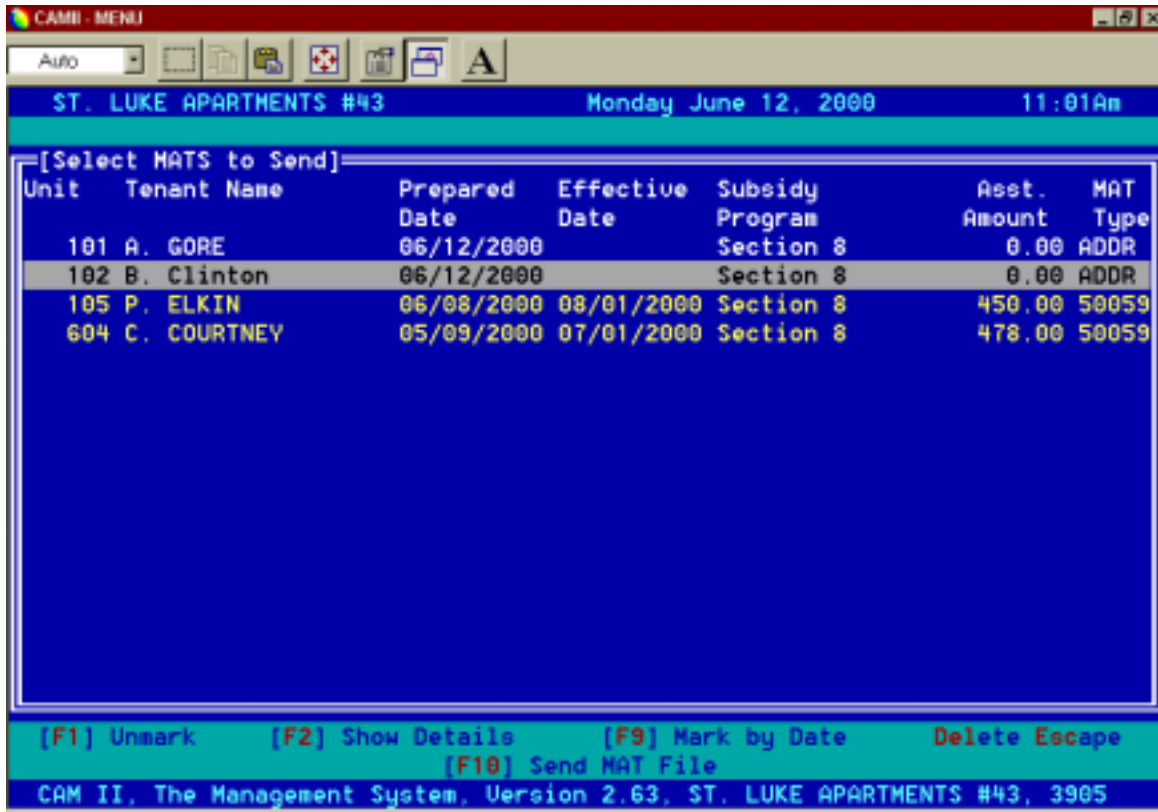 CAMII - MENU
Auto
A
ST. LUKE APARTMENTS #43 Monday June 12, 2000 11:01Am
[Select MATS to Send]
Unit Tenant Name Prepared Effective Subsidy Asst. MAT
Date Date Program Amount Type
101 A. GORE 06/12/2000 Section 8 0.00 ADDR
102 B. Clinton 06/12/2000 Section 8 0.00 ADDR
105 P. ELKIN 06/08/2000 08/01/2000 Section 8 450.00 50059
604 C. COURTNEY 05/09/2000 07/01/2000 Section 8 478.00 50059
[F1] Unmark [F2] Show Details [F9] Mark by Date Delete Escape
[F10] Send MAT File
CAM II, The Management System, Version 2.63, ST. LUKE APARTMENTS #43, 3905